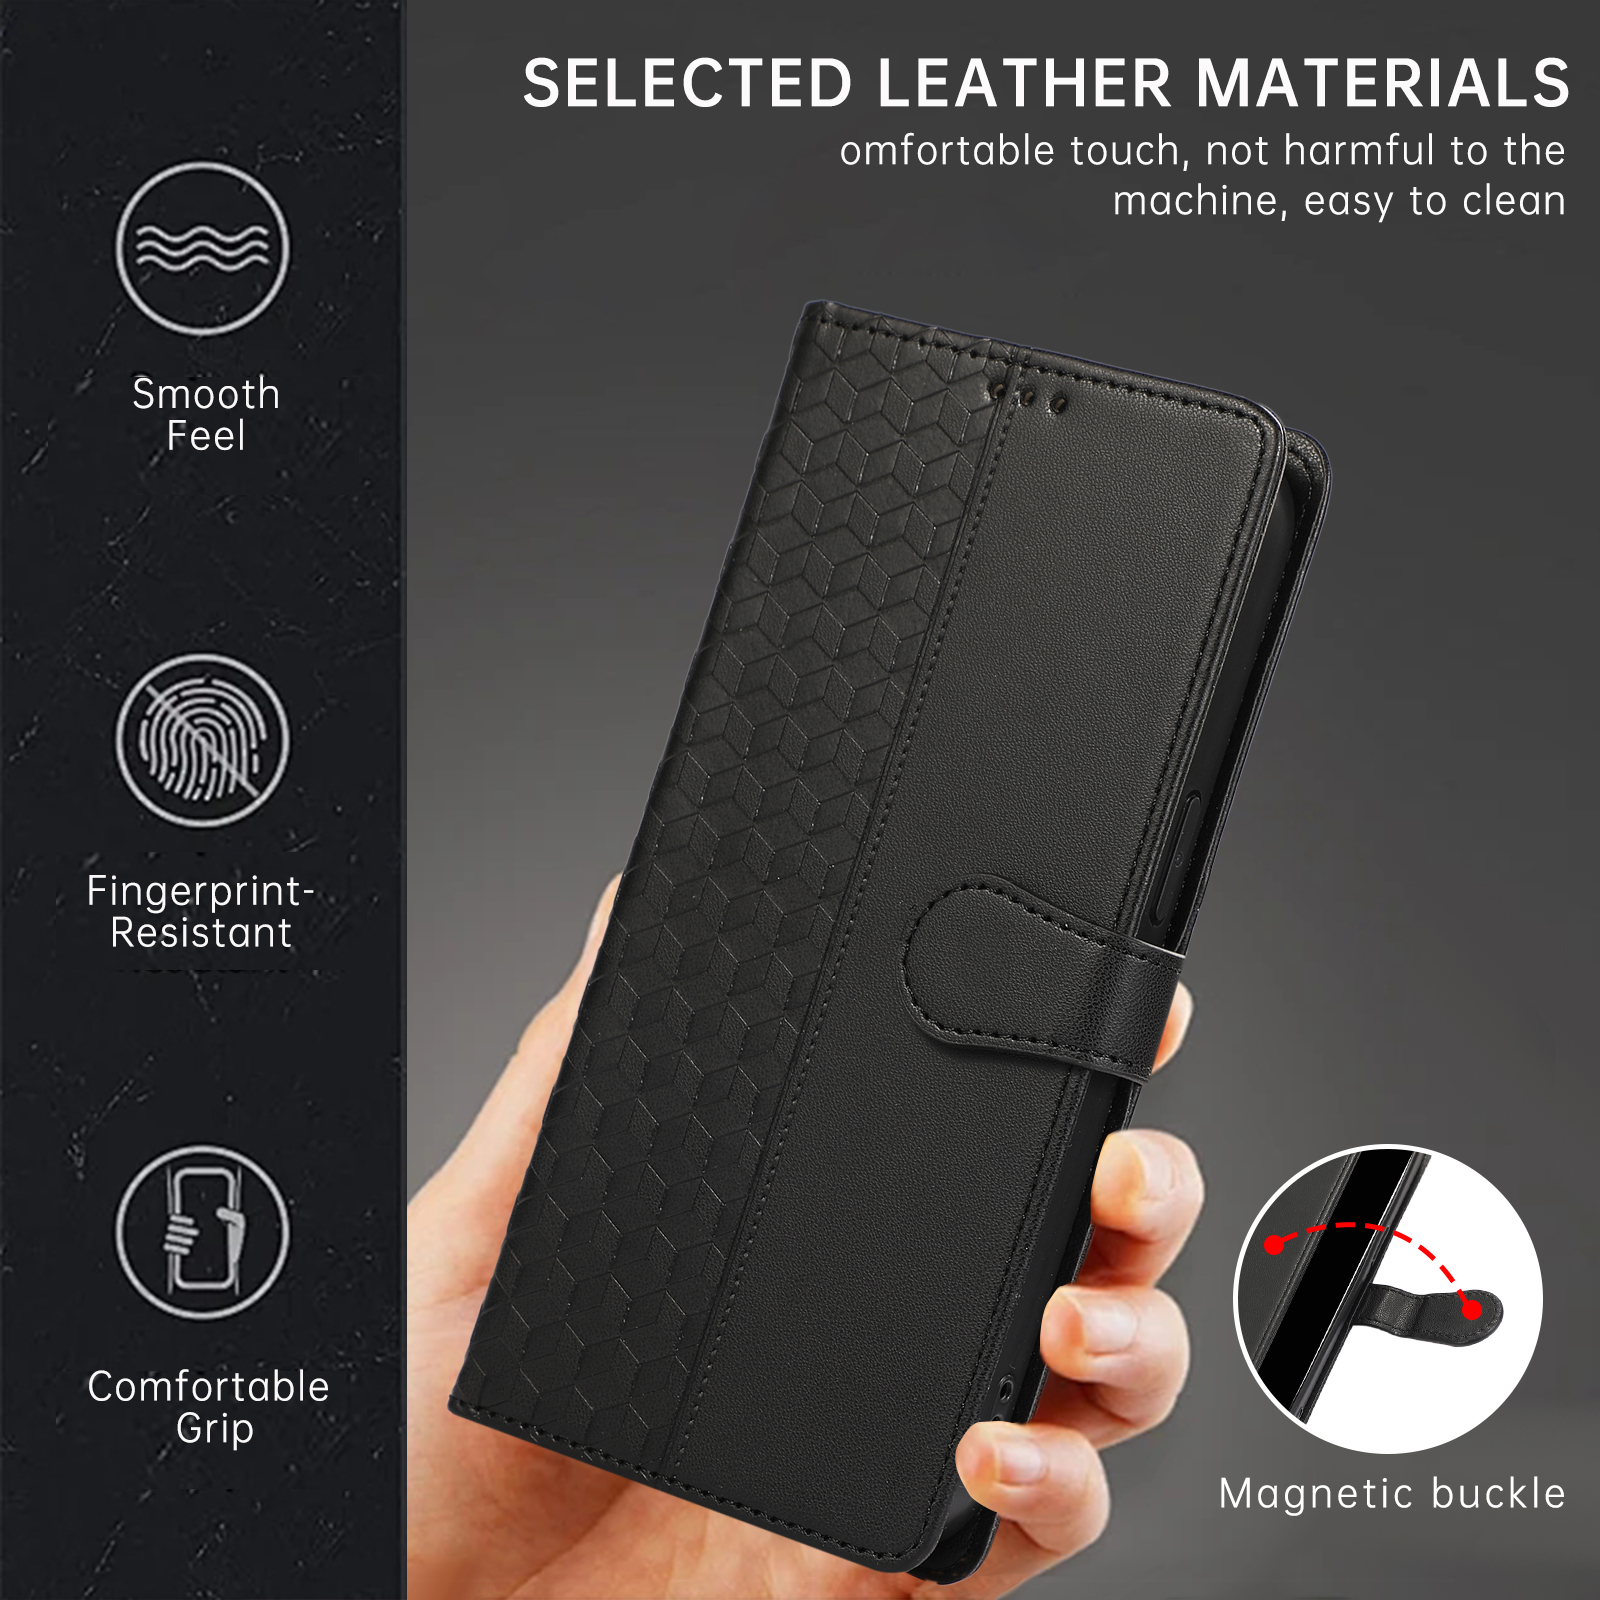 SELECTED LEATHER MATERIALS
omfortable touch, not harmful to the
machine, easy to clean
Smooth
Feel
Fingerprint-
Resistant
Comfortable
Grip
Magnetic buckle